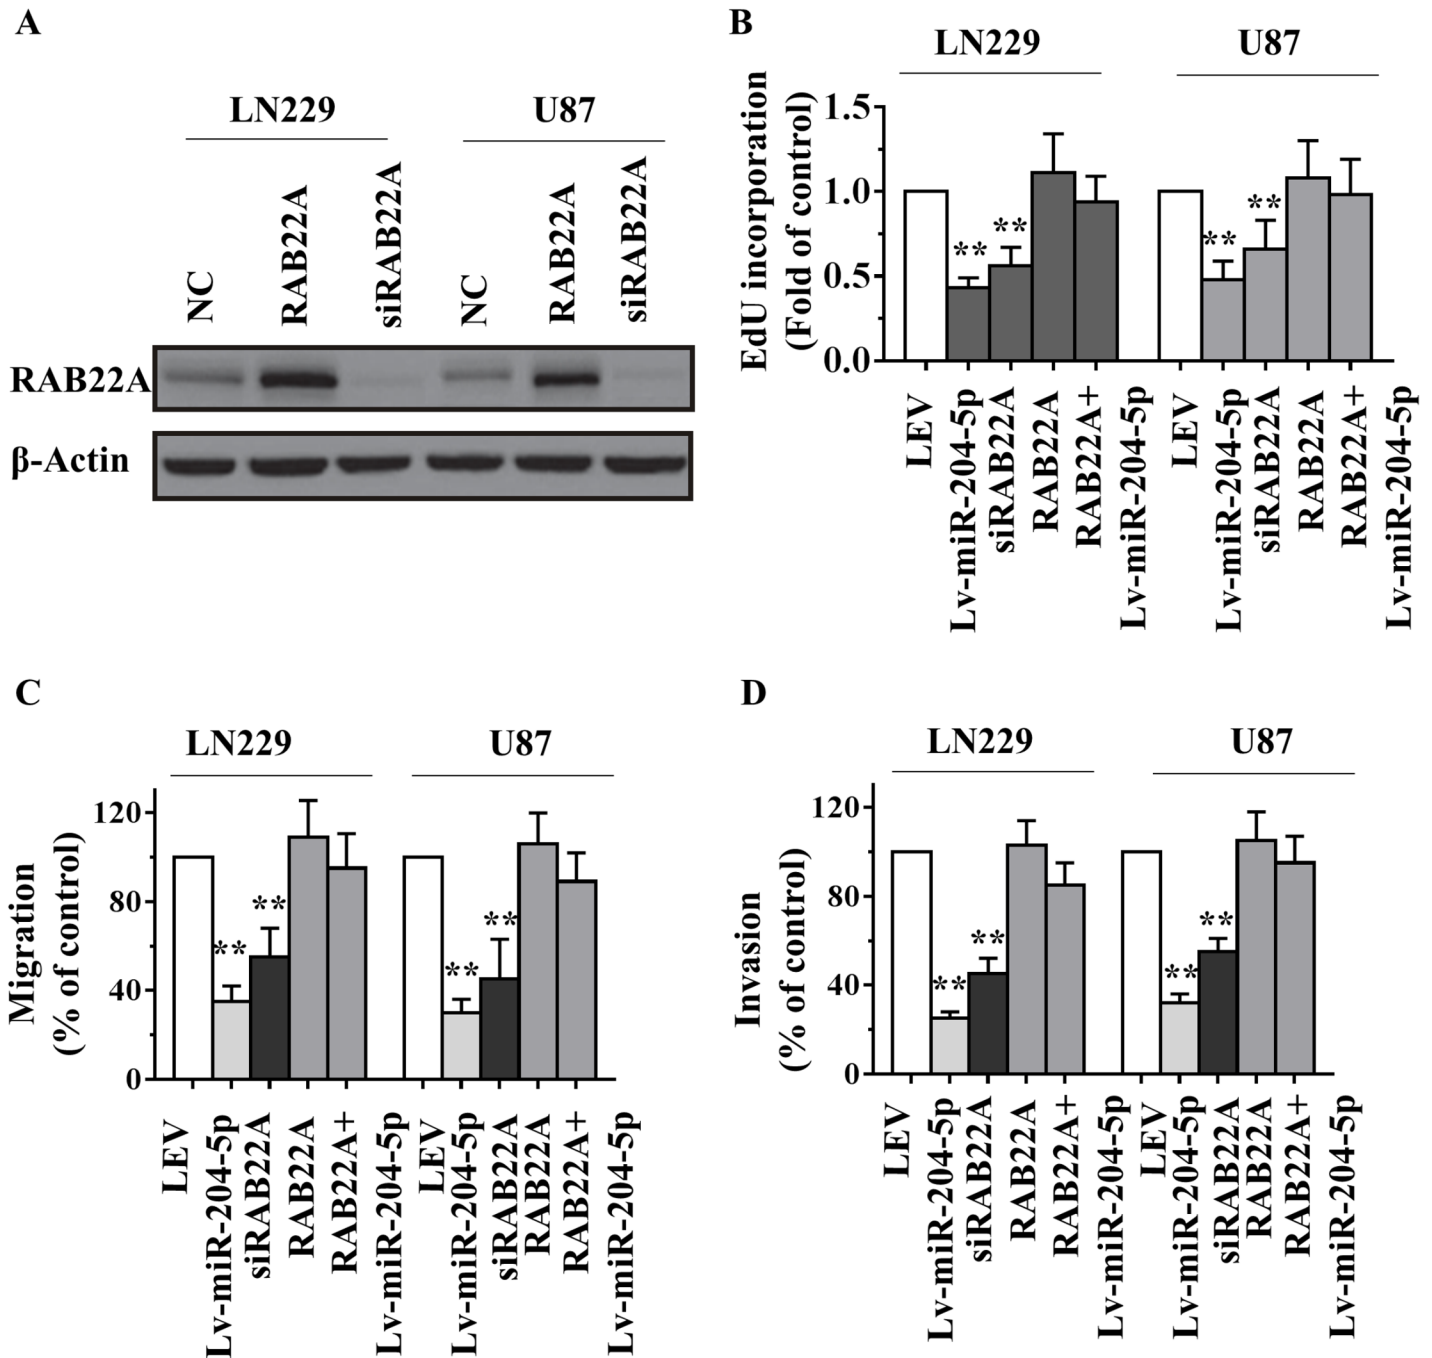 A
LN229
U87
NC
RAB22A
siRAB22A
NC
RAB22A
siRAB22A
RAB22A
β-Actin
B
LN229
U87
EdU incorporation
(Fold of control)
1.5
1.0
0.5
0.0
**
**
**
**
LEV
Lv-miR-204-5p
siRAB22A
RAB22A
RAB22A+
Lv-miR-204-5p
LEV
Lv-miR-204-5p
siRAB22A
RAB22A
RAB22A+
Lv-miR-204-5p
C
LN229
U87
Migration
(% of control)
120
80
40
0
**
**
**
**
LEV
Lv-miR-204-5p
siRAB22A
RAB22A
RAB22A+
Lv-miR-204-5p
LEV
Lv-miR-204-5p
siRAB22A
RAB22A
RAB22A+
Lv-miR-204-5p
D
LN229
U87
Invasion
(% of control)
120
80
40
0
**
**
**
**
LEV
Lv-miR-204-5p
siRAB22A
RAB22A
RAB22A+
Lv-miR-204-5p
LEV
Lv-miR-204-5p
siRAB22A
RAB22A
RAB22A+
Lv-miR-204-5p